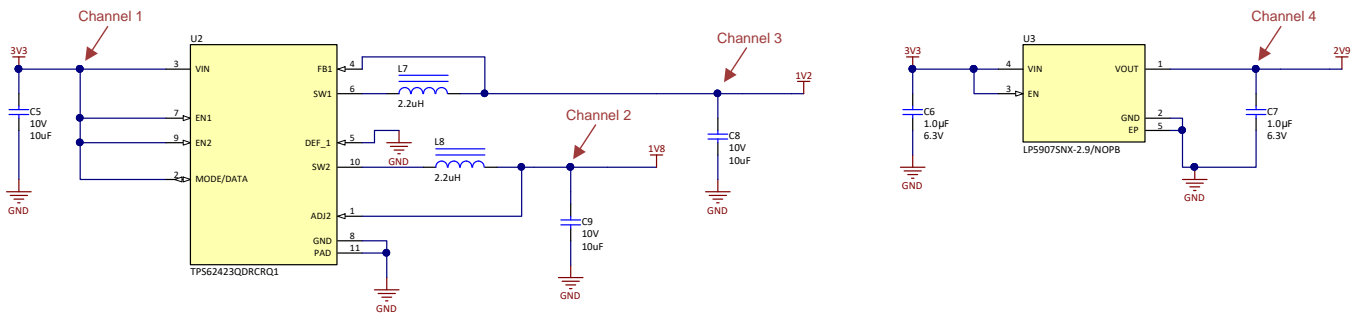 Channel 1
Channel 3
Channel 4
U2
U3
3V3
VIN
3
4
FB1
L7
1V2
3V3
4
VIN
VOUT
1
2V9
SW1
6
2.2uH
3
EN
C5
10V
10uF
7
EN1
Channel 2
C6
1.0µF
6.3V
GND
2
EP
5
C7
1.0µF
6.3V
9
EN2
DEF_1
5
GND
L8
1V8
C8
10V
10uF
LP5907SNX-2.9/NOPB
SW2
10
2.2uH
GND
GND
2
MODE/DATA
GND
GND
GND
ADJ2
1
C9
10V
10uF
GND
8
PAD
11
TPS62423QDRCRQ1
GND
GND